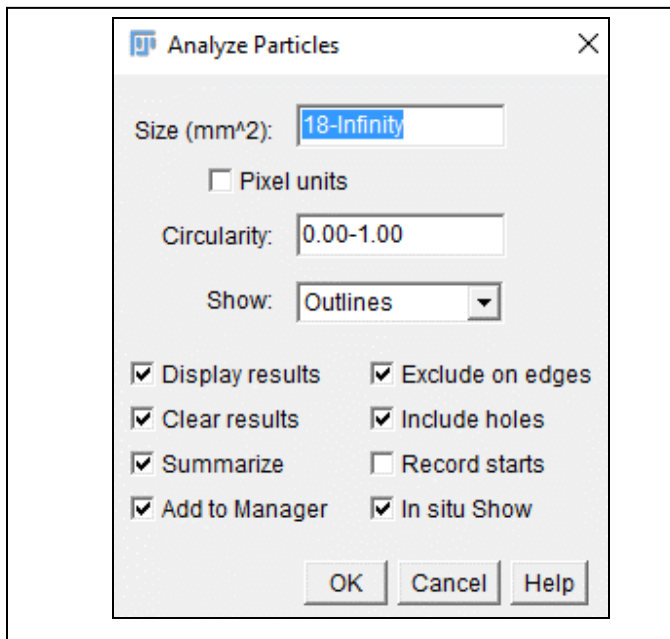 Analyze Particles
Size (mm^2): 18-Infinity
Pixel units
Circularity: 0.00-1.00
Show: Outlines
Display results Exclude on edges
Clear results Include holes
Summarize Record starts
Add to Manager In situ Show
OK Cancel Help